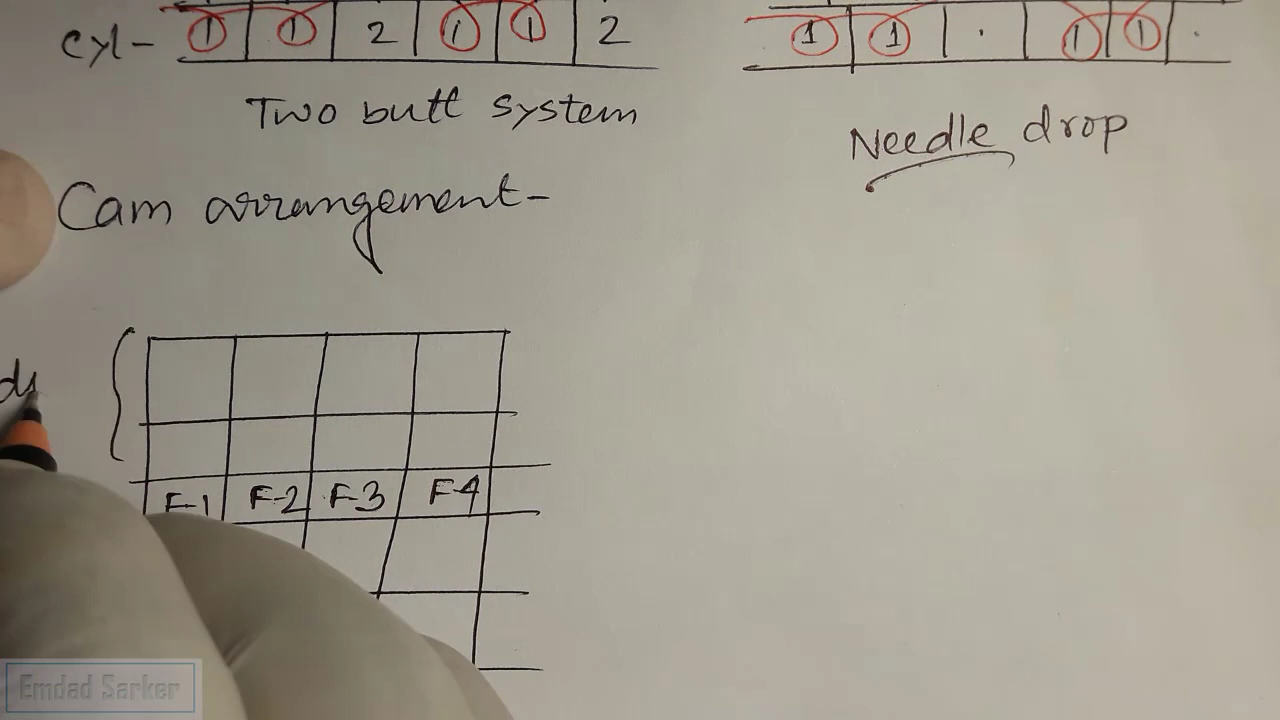 Cyl- 1 1 2 1 1 2
1 1 . 1 1 .
Two butt system
Needle drop
Cam arrangement-
F-1 F-2 F-3 F-4
Emdad Sarker